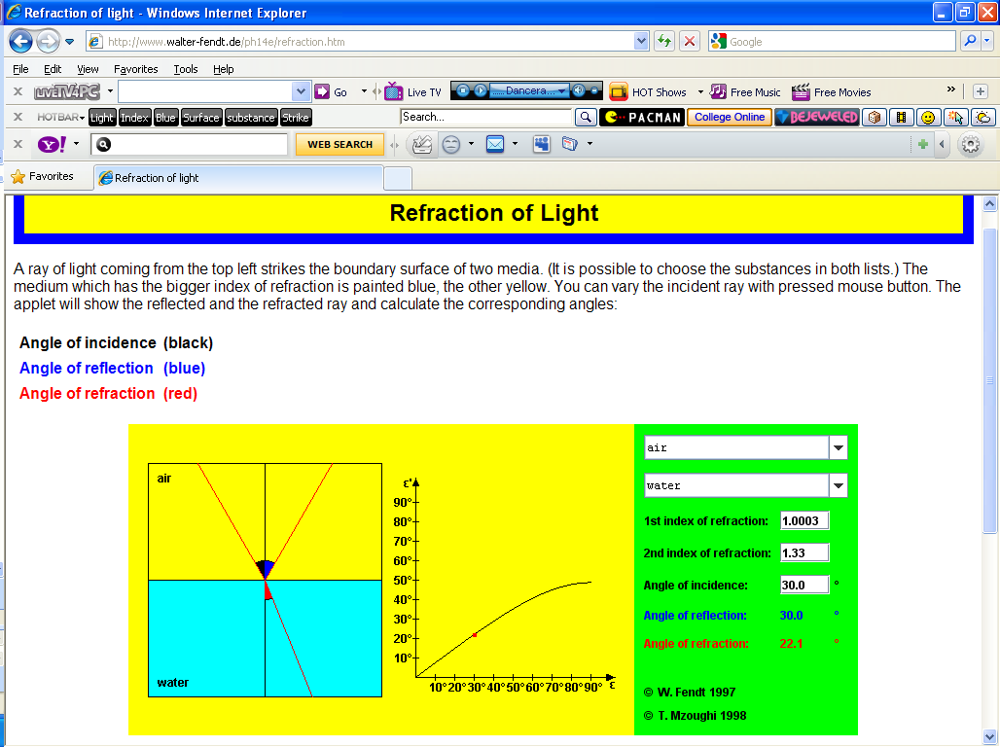 Refraction of light - Windows Internet Explorer
http://www.walter-fendt.de/ph14e/refraction.htm
Google
File Edit View Favorites Tools Help
x LIVETV4PC Go Live TV ..... Dancera... HOT Shows Free Music Free Movies »
x HOTBAR Light Index Blue Surface substance Strike Search... PACMAN College Online BEJEWELED
x Y! WEB SEARCH
Favorites Refraction of light
Refraction of Light
A ray of light coming from the top left strikes the boundary surface of two media. (It is possible to choose the substances in both lists.) The
medium which has the bigger index of refraction is painted blue, the other yellow. You can vary the incident ray with pressed mouse button. The
applet will show the reflected and the refracted ray and calculate the corresponding angles:
Angle of incidence (black)
Angle of reflection (blue)
Angle of refraction (red)
air
water
ε'
90°
80°
70°
60°
50°
40°
30°
20°
10°
10°20°30°40°50°60°70°80°90° ε
air
water
1st index of refraction: 1.0003
2nd index of refraction: 1.33
Angle of incidence: 30.0 °
Angle of reflection: 30.0 °
Angle of refraction: 22.1 °
© W. Fendt 1997
© T. Mzoughi 1998